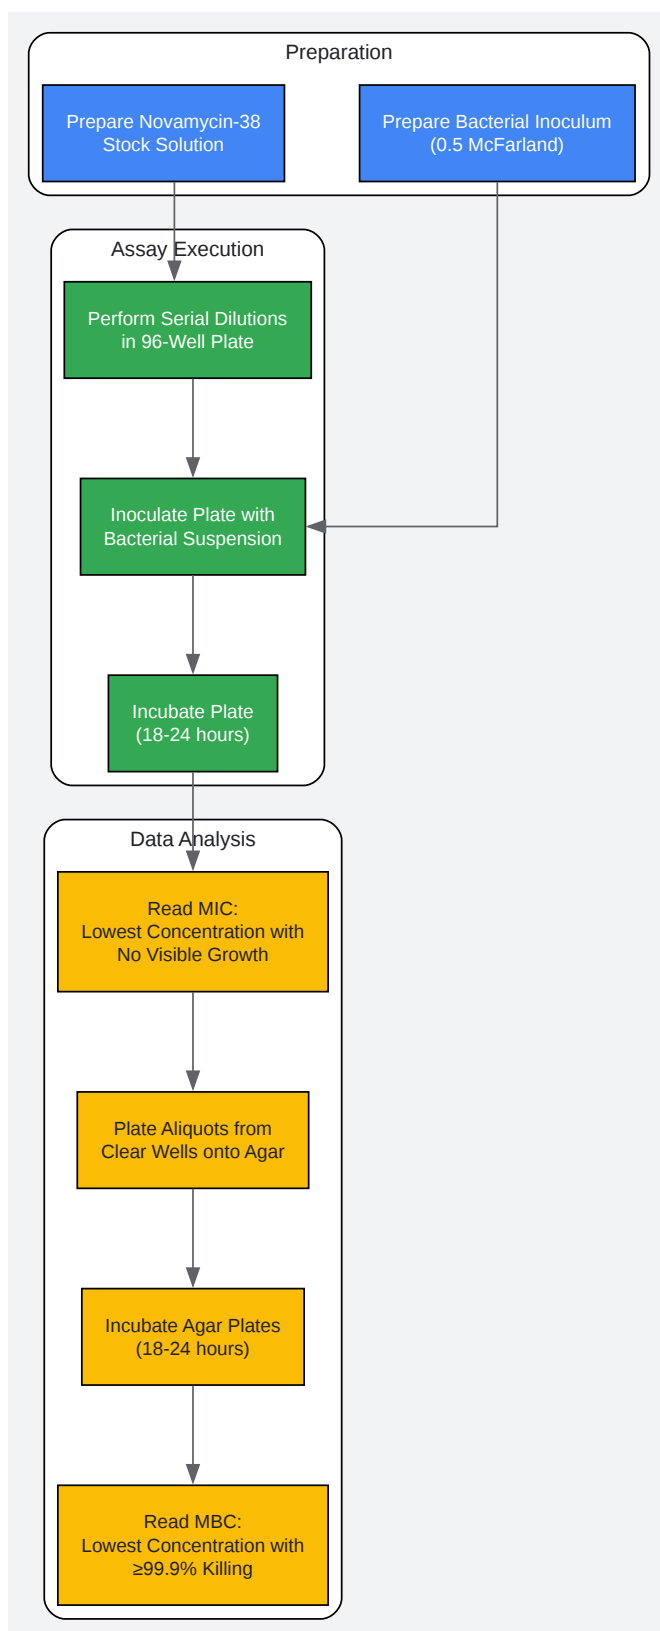 Preparation
Prepare Novamycin-38
Stock Solution
Prepare Bacterial Inoculum
(0.5 McFarland)
Assay Execution
Perform Serial Dilutions
in 96-Well Plate
Inoculate Plate with
Bacterial Suspension
Incubate Plate
(18-24 hours)
Data Analysis
Read MIC:
Lowest Concentration with
No Visible Growth
Plate Aliquots from
Clear Wells onto Agar
Incubate Agar Plates
(18-24 hours)
Read MBC:
Lowest Concentration with
≥99.9% Killing